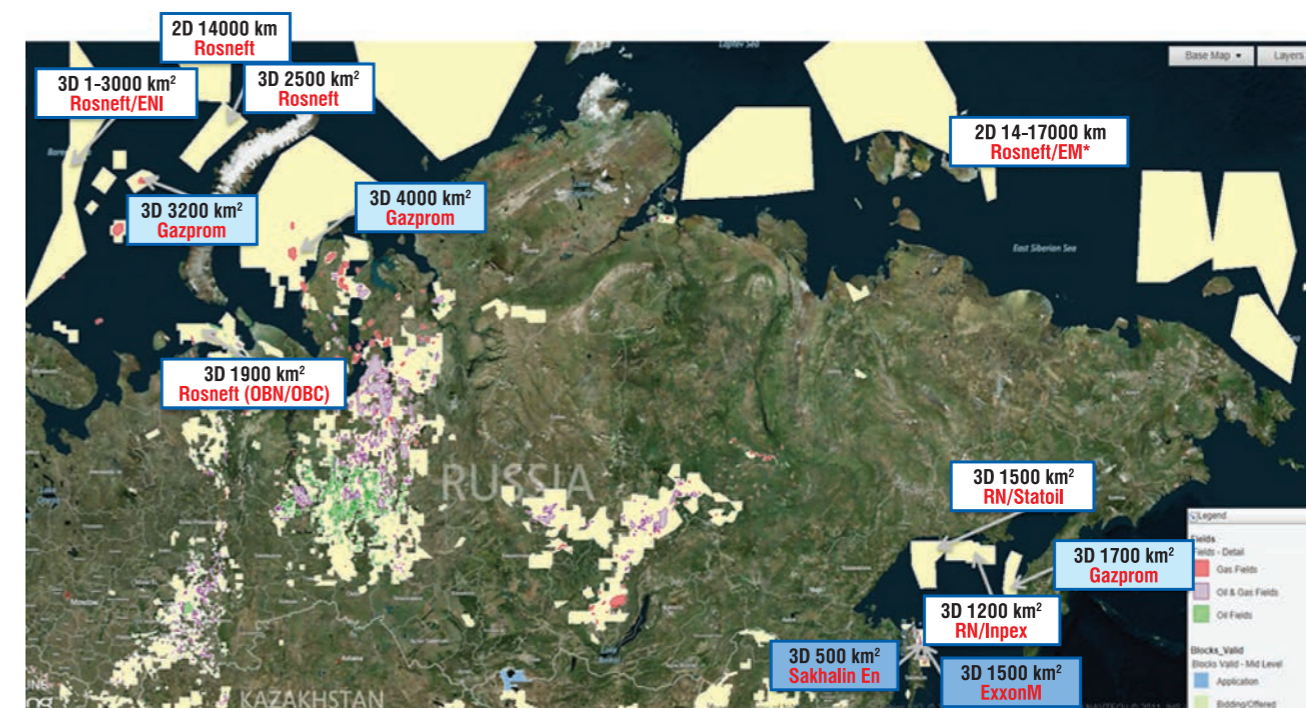 2D 14000 km
Rosneft
3D 1-3000 km²
Rosneft/ENI
3D 2500 km²
Rosneft
Laptev Sea
Base Map
Layers
2D 14-17000 km
Rosneft/EM*
3D 3200 km²
Gazprom
3D 4000 km²
Gazprom
East Siberian Sea
3D 1900 km²
Rosneft (OBN/OBC)
RUSSIA
3D 1500 km²
RN/Statoil
3D 1700 km²
Gazprom
3D 1200 km²
RN/Inpex
3D 500 km²
Sakhalin En
3D 1500 km²
ExxonM
Moscow
KAZAKHSTAN
Legend
Fields
Fields - Detail
Gas Fields
Oil & Gas Fields
Oil Fields
Blocks_Valid
Blocks Valid - Mid Level
Application
Bidding/Offered